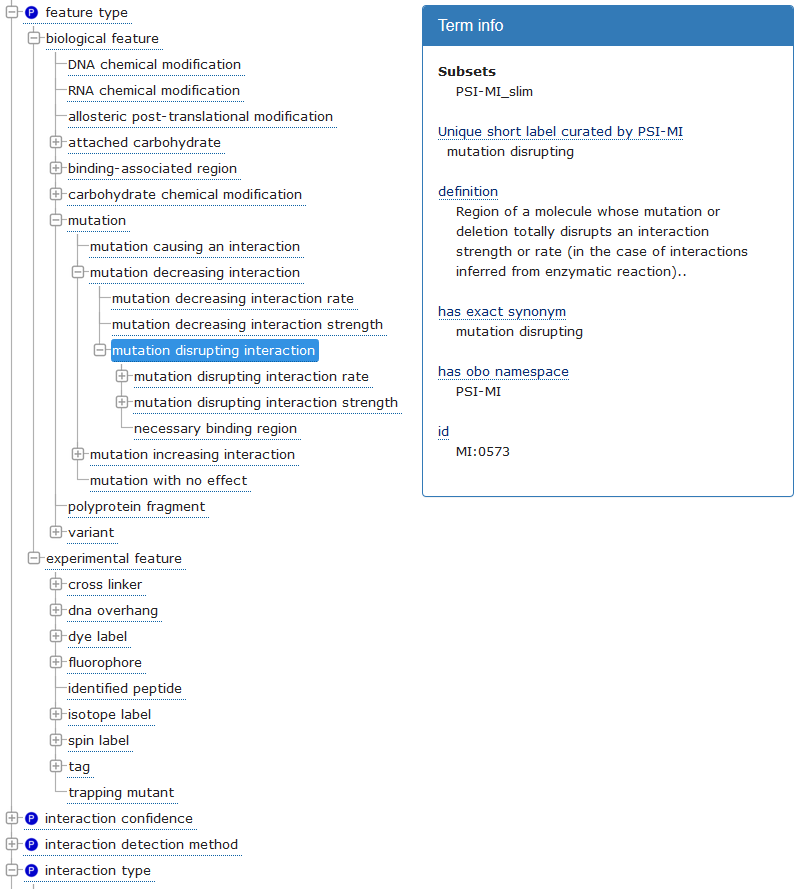 P feature type
biological feature
DNA chemical modification
RNA chemical modification
allosteric post-translational modification
attached carbohydrate
binding-associated region
carbohydrate chemical modification
mutation
mutation causing an interaction
mutation decreasing interaction
mutation decreasing interaction rate
mutation decreasing interaction strength
mutation disrupting interaction
mutation disrupting interaction rate
mutation disrupting interaction strength
necessary binding region
mutation increasing interaction
mutation with no effect
polyprotein fragment
variant
experimental feature
cross linker
dna overhang
dye label
fluorophore
identified peptide
isotope label
spin label
tag
trapping mutant
P interaction confidence
P interaction detection method
P interaction type
Term info
Subsets
PSI-MI_slim
Unique short label curated by PSI-MI
mutation disrupting
definition
Region of a molecule whose mutation or
deletion totally disrupts an interaction
strength or rate (in the case of interactions
inferred from enzymatic reaction)..
has exact synonym
mutation disrupting
has obo namespace
PSI-MI
id
MI:0573